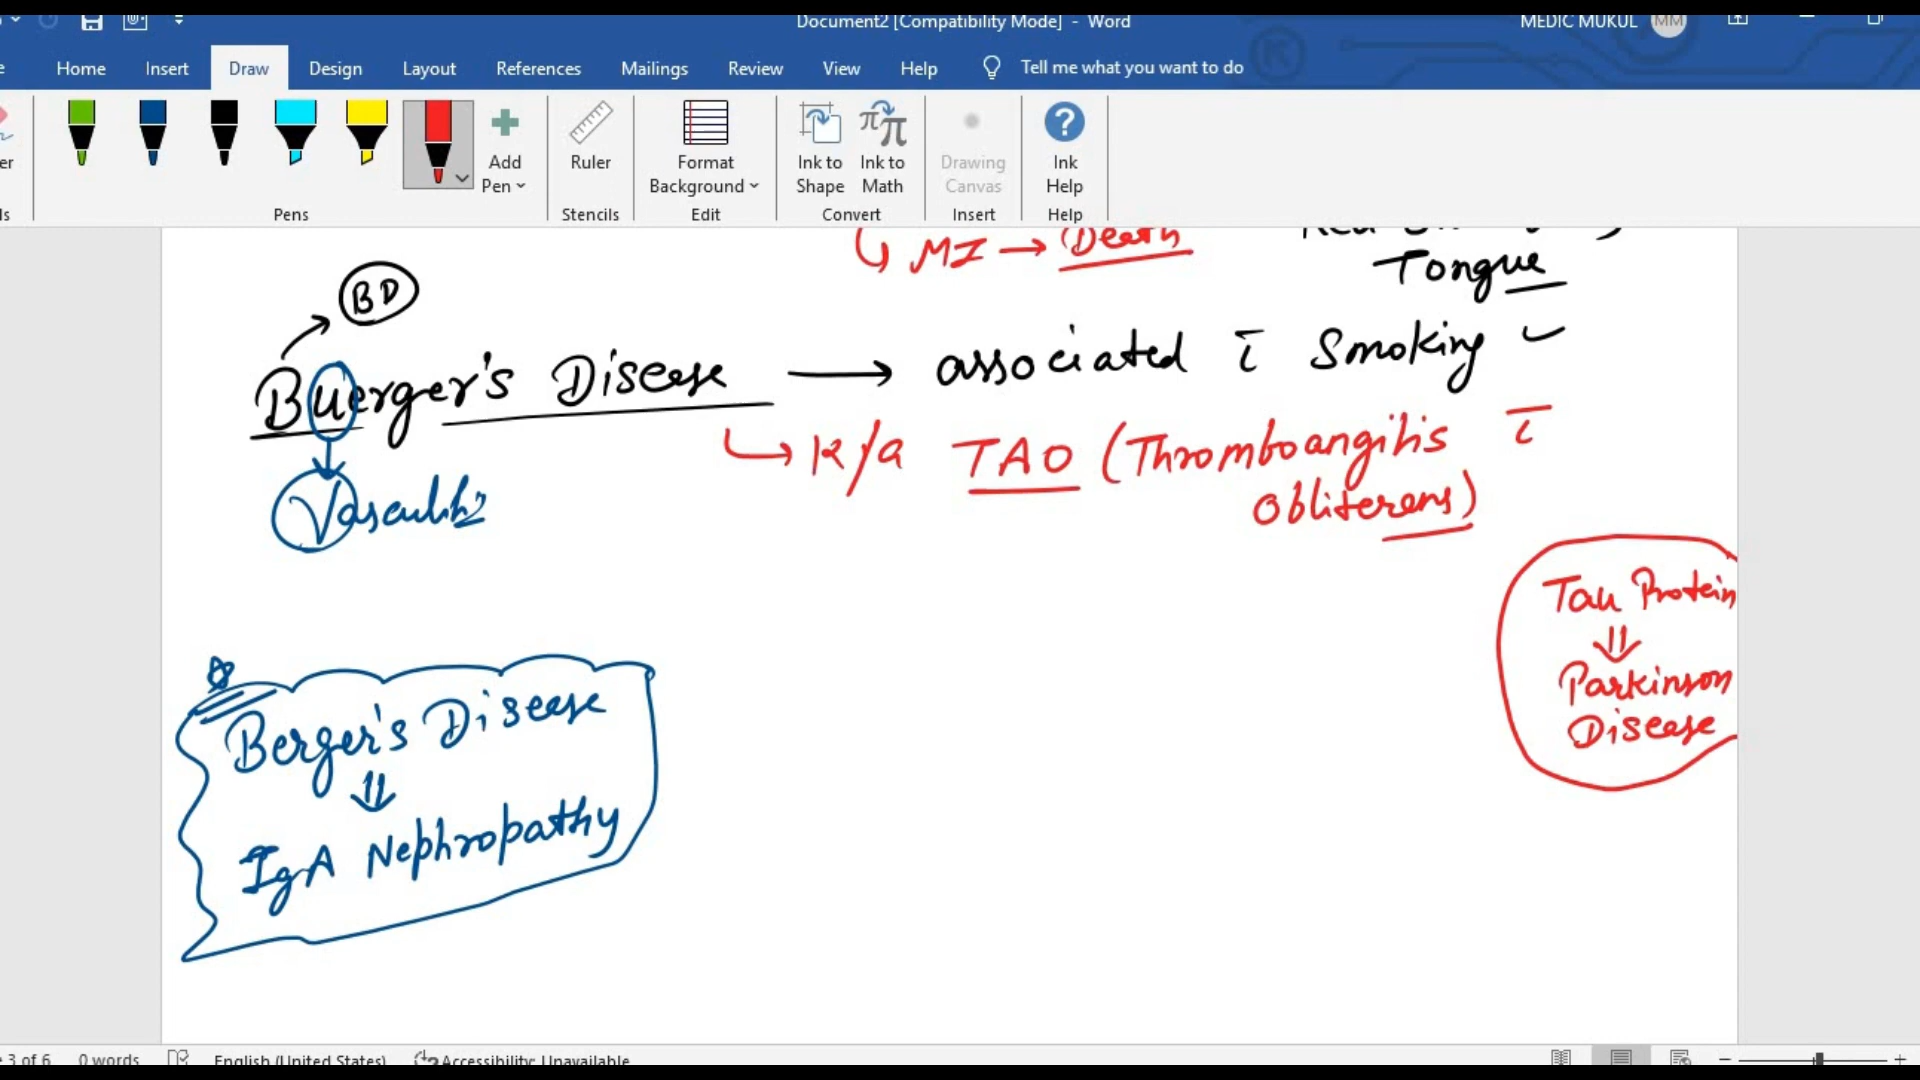 Document2 [Compatibility Mode] - Word
MEDIC MUKUL MM
Home Insert Draw Design Layout References Mailings Review View Help Tell me what you want to do
Add Pen
Ruler
Format Background
Ink to Shape
Ink to Math
Drawing Canvas
Ink Help
Pens Stencils Edit Convert Insert Help
↳ MI → Death
Tongue
BD
Buerger's Disease → associated c̄ Smoking
↳ K/a TAO (Thromboangitis
Obliterans)
Vasculitis
Tau Protein
⇓
Parkinson
Disease
Berger's Disease
⇓
IgA Nephropathy
3 of 6 0 words English (United States) Accessibility: Unavailable